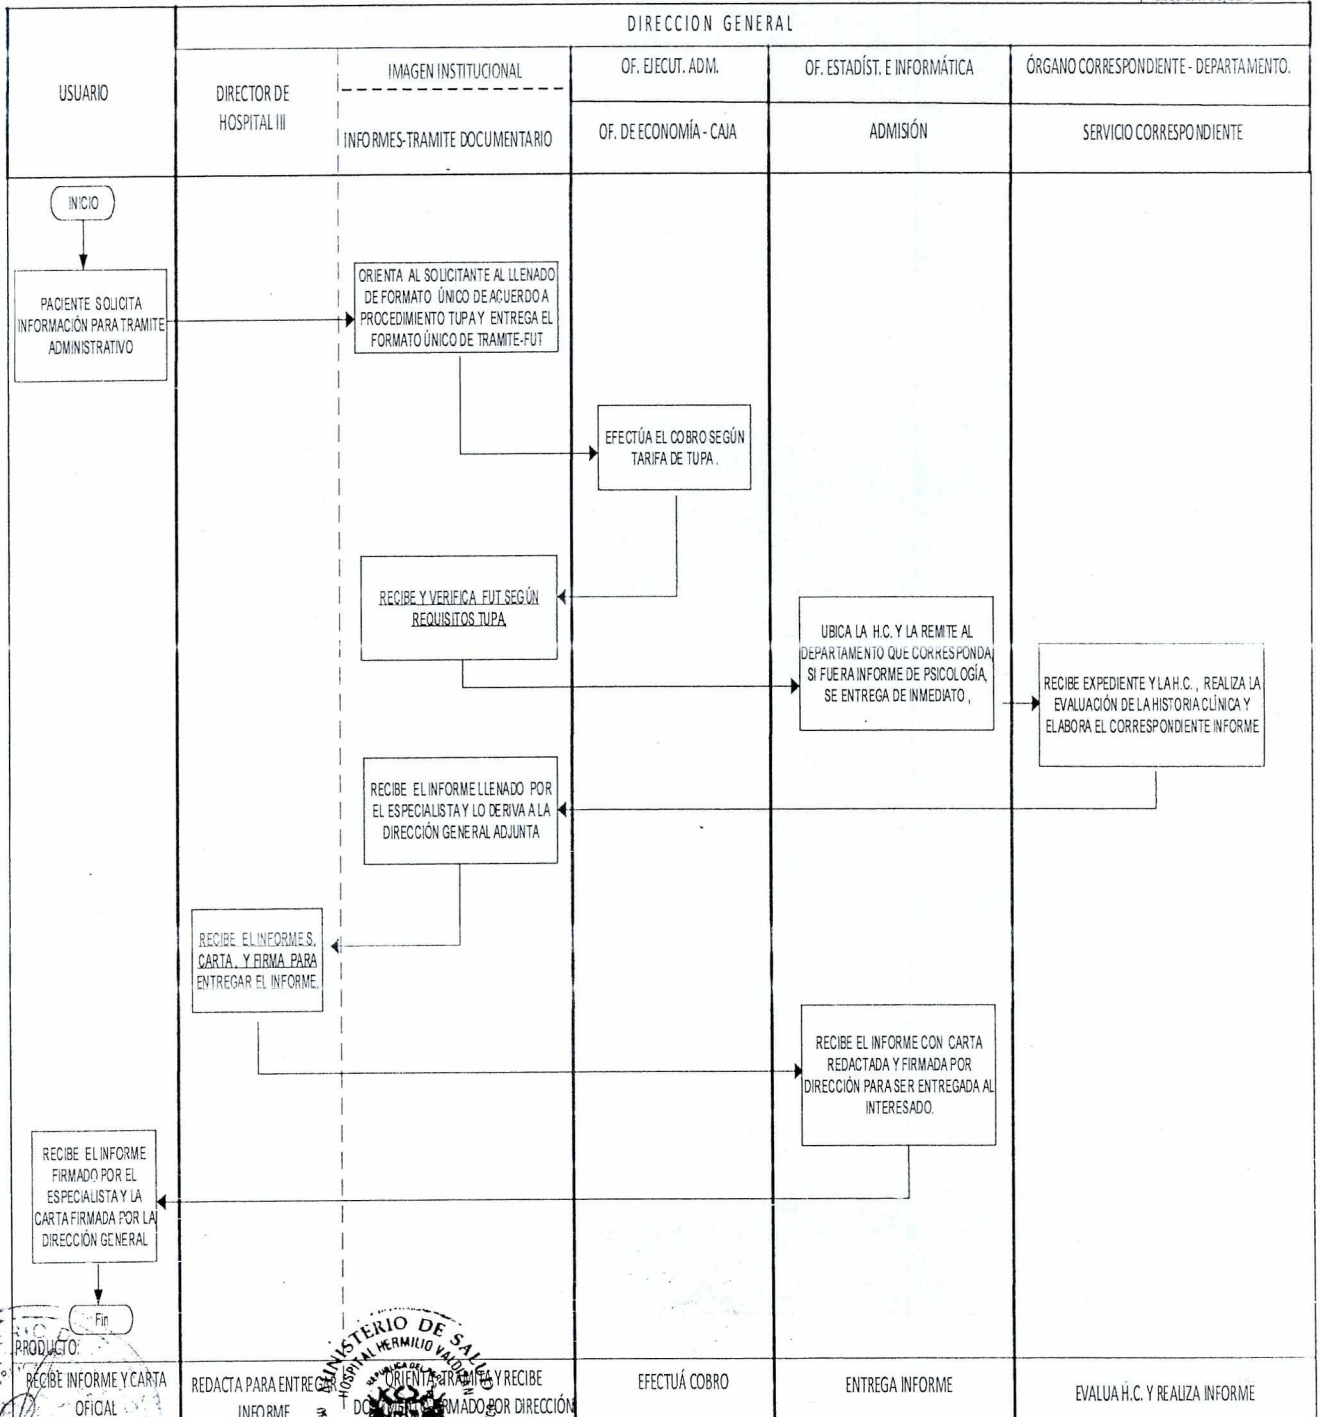 DIRECCION GENERAL
USUARIO
DIRECTOR DE
HOSPITAL III
IMAGEN INSTITUCIONAL
INFORMES-TRAMITE DOCUMENTARIO
OF. EJECUT. ADM.
OF. DE ECONOMÍA - CAJA
OF. ESTADÍST. E INFORMÁTICA
ADMISIÓN
ÓRGANO CORRESPONDIENTE - DEPARTAMENTO.
SERVICIO CORRESPONDIENTE
INICIO
PACIENTE SOLICITA
INFORMACIÓN PARA TRAMITE
ADMINISTRATIVO
ORIENTA AL SOLICITANTE AL LLENADO
DE FORMATO ÚNICO DE ACUERDO A
PROCEDIMIENTO TUPA Y ENTREGA EL
FORMATO ÚNICO DE TRAMITE-FUT
EFECTÚA EL COBRO SEGÚN
TARIFA DE TUPA.
RECIBE Y VERIFICA FUT SEGÚN
REQUISITOS TUPA
UBICA LA H.C. Y LA REMITE AL
DEPARTAMENTO QUE CORRESPONDA,
SI FUERA INFORME DE PSICOLOGÍA,
SE ENTREGA DE INMEDIATO ,
RECIBE EXPEDIENTE Y LA H.C. , REALIZA LA
EVALUACIÓN DE LA HISTORIA CLÍNICA Y
ELABORA EL CORRESPONDIENTE INFORME
RECIBE EL INFORME LLENADO POR
EL ESPECIALISTA Y LO DERIVA A LA
DIRECCIÓN GENERAL ADJUNTA
RECIBE EL INFORMES,
CARTA, Y FIRMA PARA
ENTREGAR EL INFORME.
RECIBE EL INFORME CON CARTA
REDACTADA Y FIRMADA POR
DIRECCIÓN PARA SER ENTREGADA AL
INTERESADO.
RECIBE EL INFORME
FIRMADO POR EL
ESPECIALISTA Y LA
CARTA FIRMADA POR LA
DIRECCIÓN GENERAL
Fin
PRODUCTO:
RECIBE INFORME Y CARTA
OFICIAL
REDACTA PARA ENTREGAR
INFORME
MINISTERIO DE SALUD
HOSPITAL HERMILIO VALDIZAN
ORIENTA, TRAMITA Y RECIBE
FIRMADO POR DIRECCIÓN
EFECTUÁ COBRO
ENTREGA INFORME
EVALUA H.C. Y REALIZA INFORME